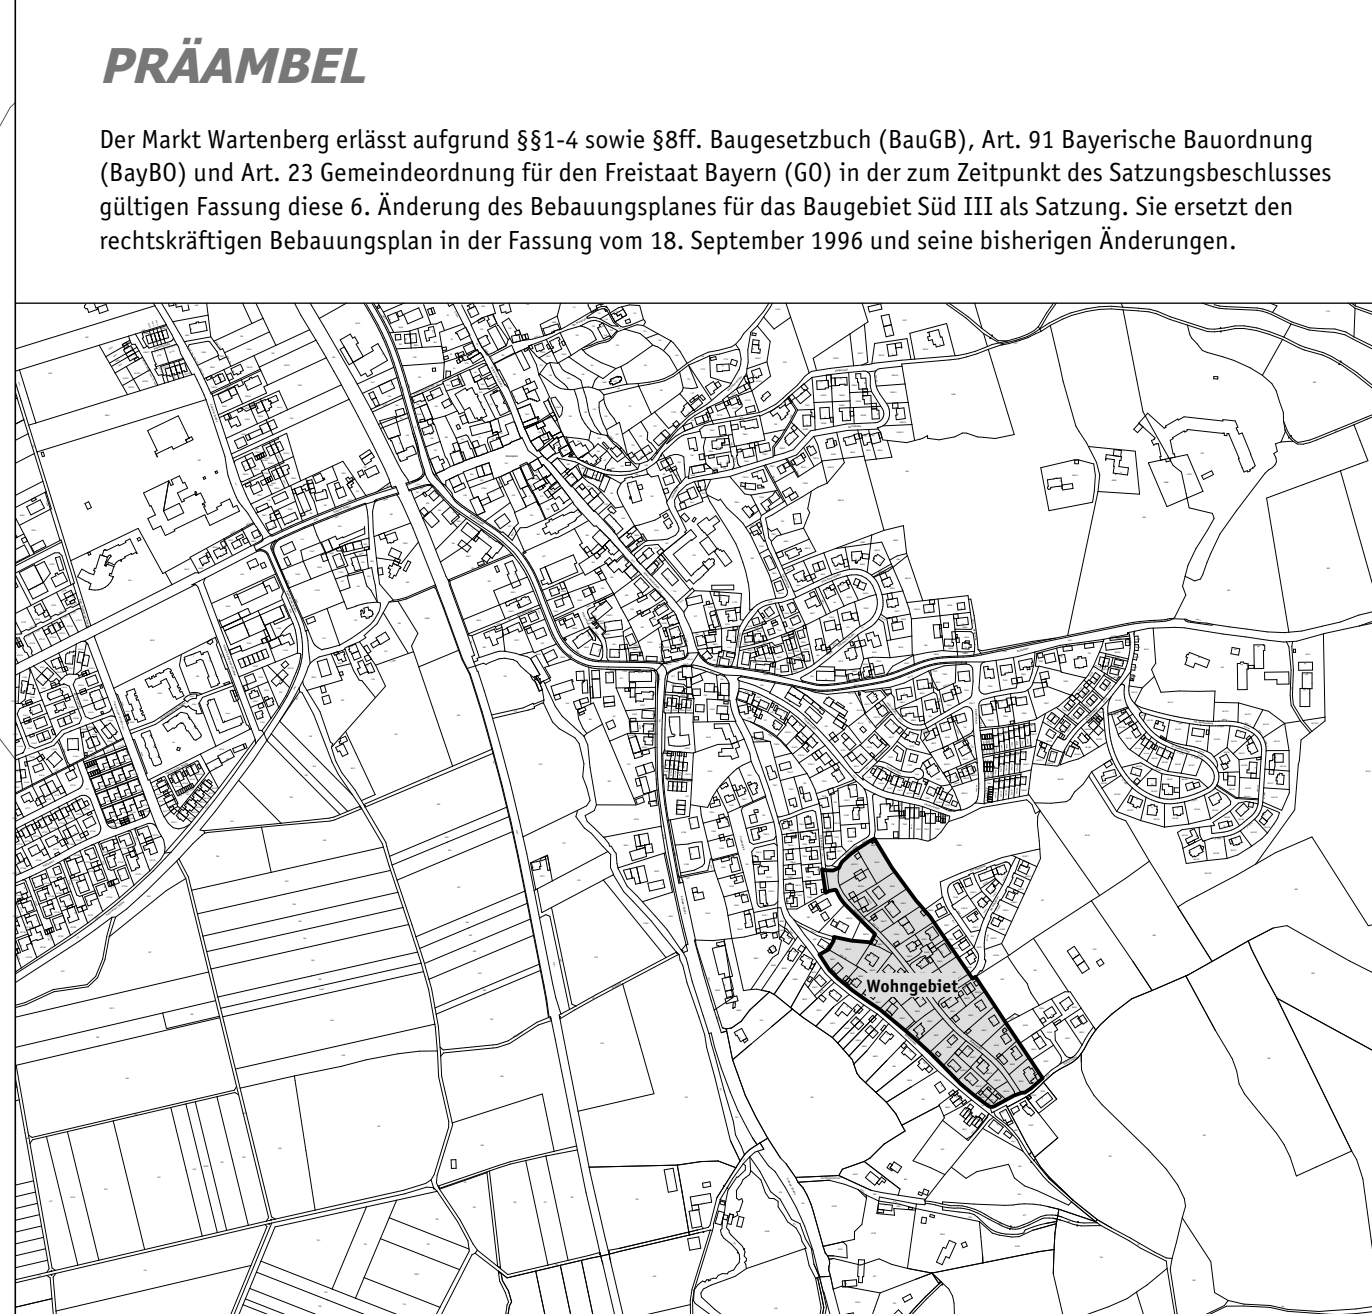 PRÄAMBEL
Der Markt Wartenberg erlässt aufgrund §§1-4 sowie §8ff. Baugesetzbuch (BauGB), Art. 91 Bayerische Bauordnung
(BayBO) und Art. 23 Gemeindeordnung für den Freistaat Bayern (GO) in der zum Zeitpunkt des Satzungsbeschlusses
gültigen Fassung diese 6. Änderung des Bebauungsplanes für das Baugebiet Süd III als Satzung. Sie ersetzt den
rechtskräftigen Bebauungsplan in der Fassung vom 18. September 1996 und seine bisherigen Änderungen.
Wohngebiet